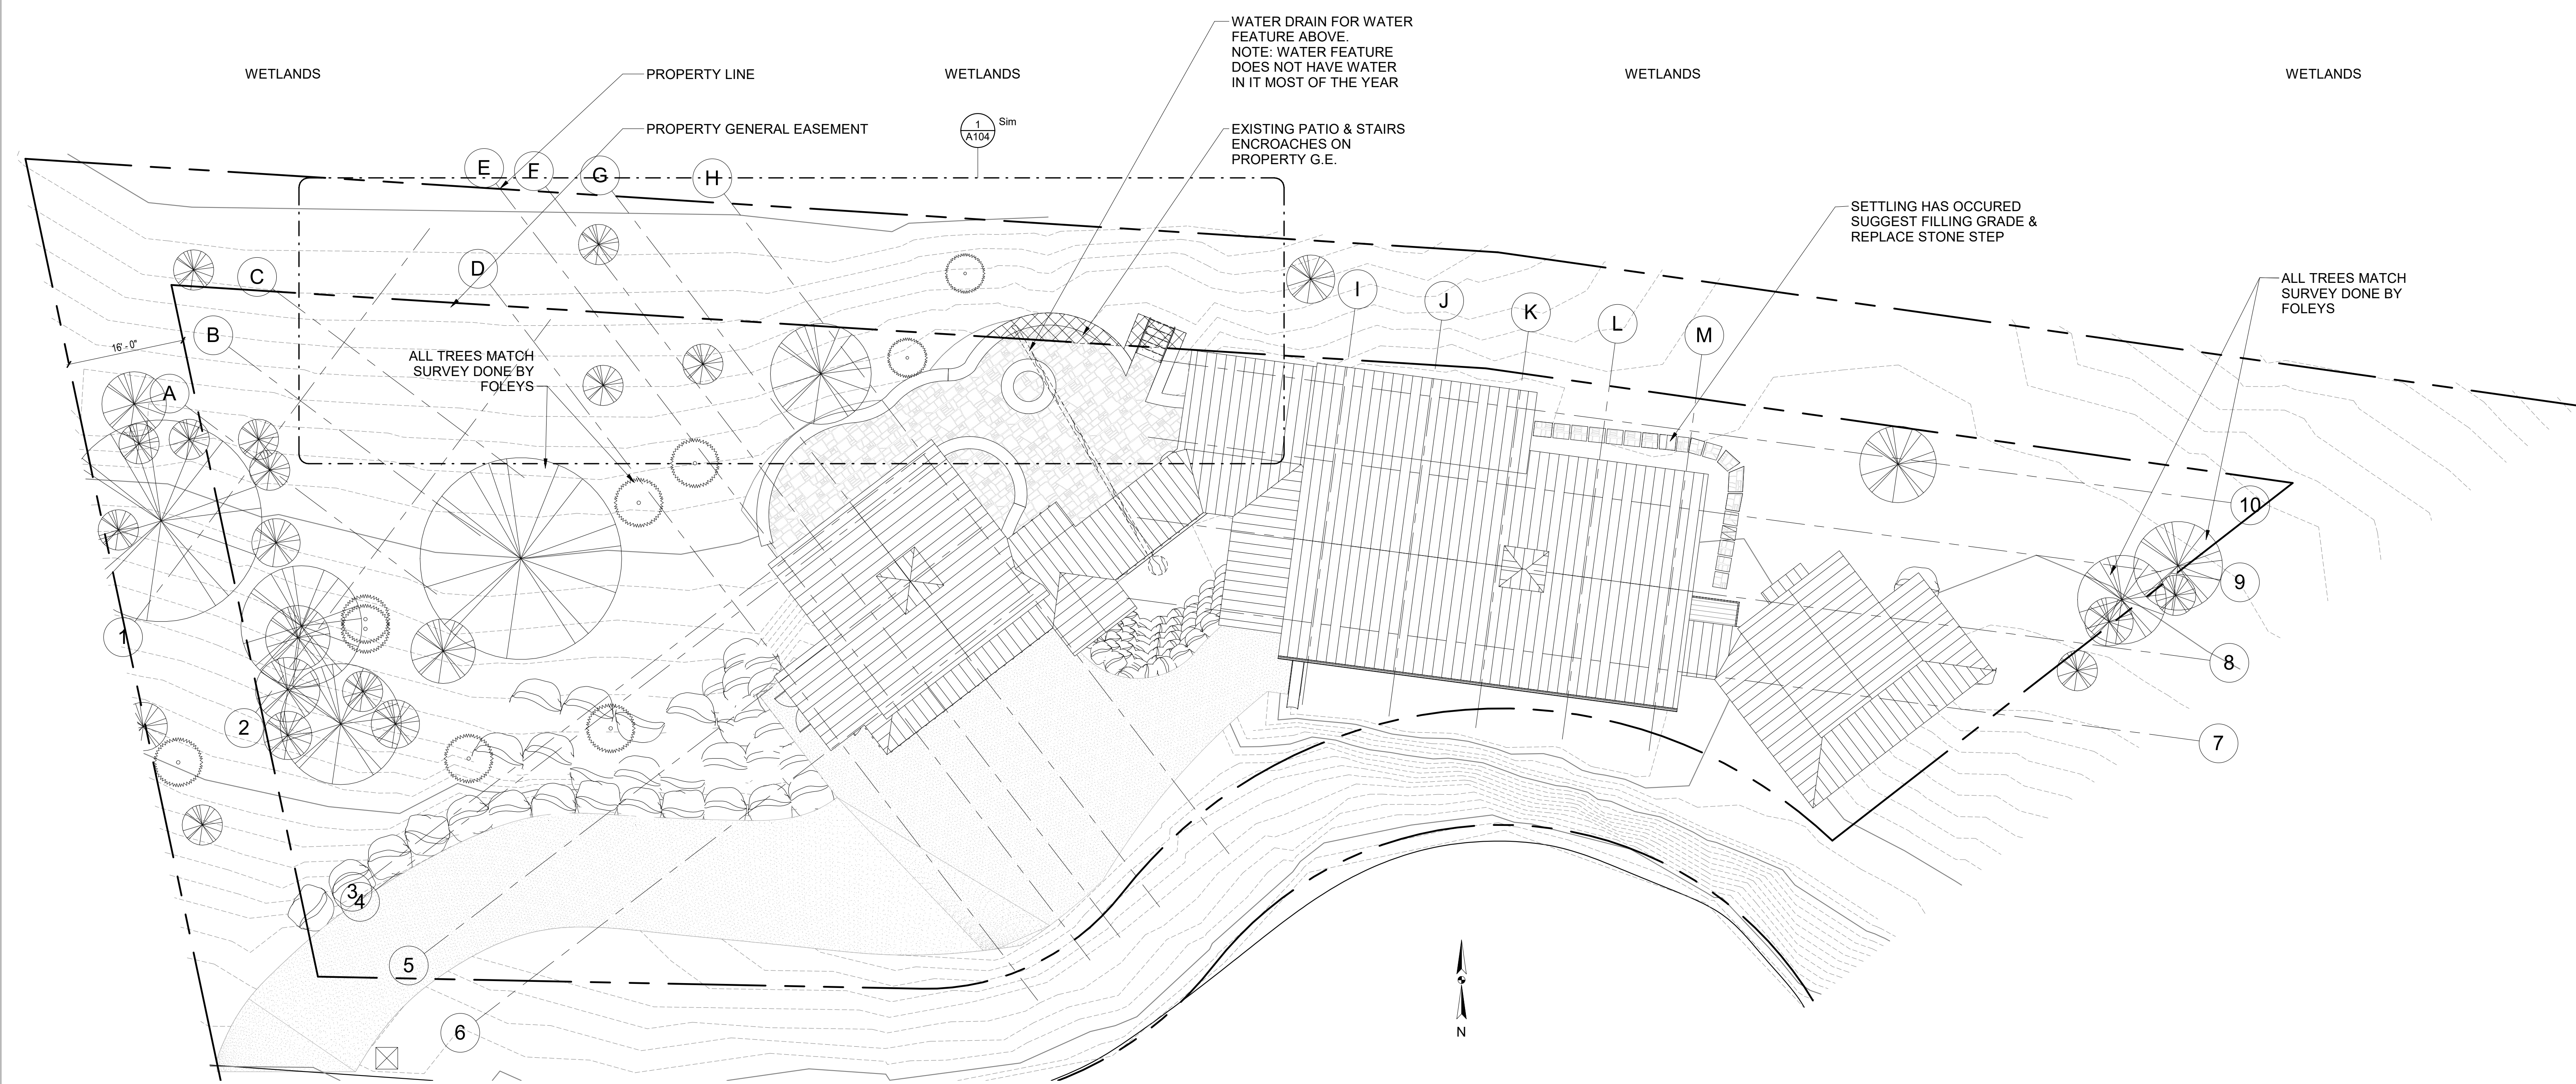 WATER DRAIN FOR WATER
FEATURE ABOVE.
NOTE: WATER FEATURE
DOES NOT HAVE WATER
IN IT MOST OF THE YEAR
WETLANDS
PROPERTY LINE
WETLANDS
WETLANDS
WETLANDS
PROPERTY GENERAL EASEMENT
1
A104
Sim
EXISTING PATIO & STAIRS
ENCROACHES ON
PROPERTY G.E.
E
F
G
H
SETTLING HAS OCCURED
SUGGEST FILLING GRADE &
REPLACE STONE STEP
C
D
I
J
K
L
M
ALL TREES MATCH
SURVEY DONE BY
FOLEYS
B
16' - 0"
A
ALL TREES MATCH
SURVEY DONE BY
FOLEYS
10
9
8
7
1
2
3
4
5
6
N